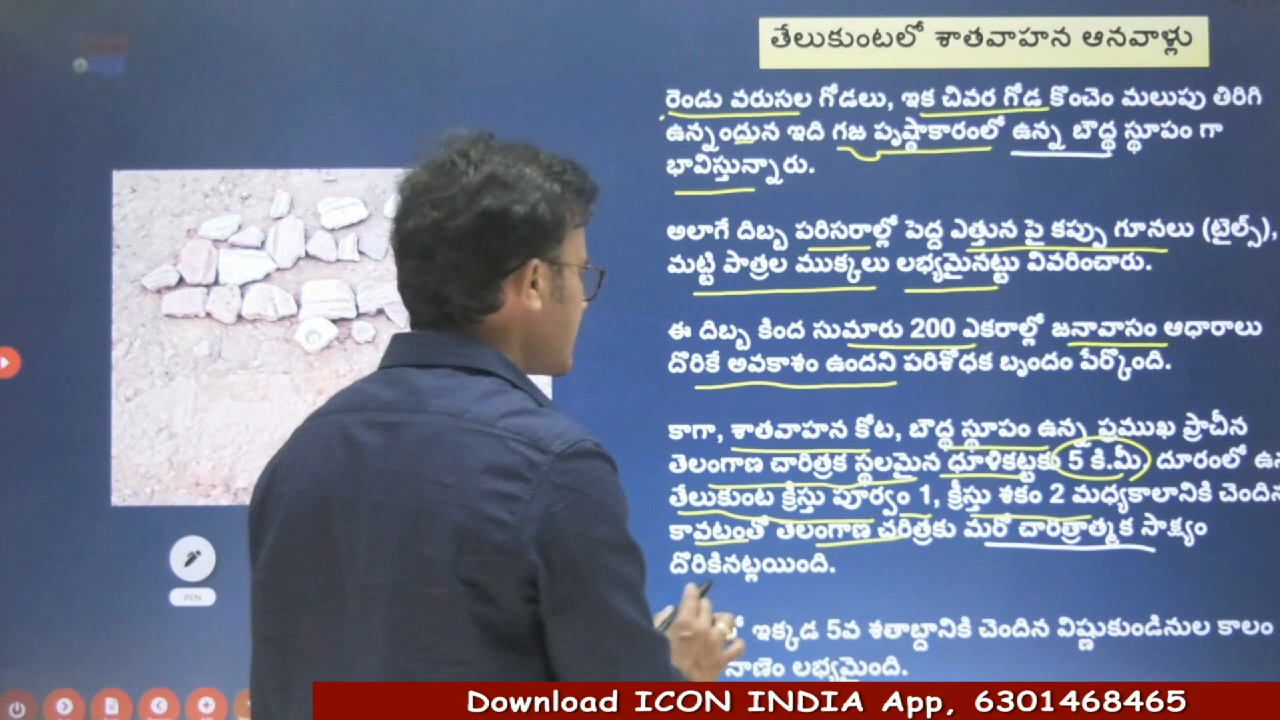 తేలుకుంటలో శాతవాహన ఆనవాళ్లు
రెండు వరుసల గోడలు, ఇక చివర గోడ కొంచెం మలుపు తిరిగి
ఉన్నందున ఇది గజ పృష్ఠాకారంలో ఉన్న బౌద్ధ స్థూపం గా
భావిస్తున్నారు.
అలాగే దిబ్బ పరిసరాల్లో పెద్ద ఎత్తున పై కప్పు గూనలు (టైల్స్),
మట్టి పాత్రల ముక్కలు లభ్యమైనట్టు వివరించారు.
ఈ దిబ్బ కింద సుమారు 200 ఎకరాల్లో జనావాసం ఆధారాలు
దొరికే అవకాశం ఉందని పరిశోధక బృందం పేర్కొంది.
కాగా, శాతవాహన కోట, బౌద్ధ స్థూపం ఉన్న ప్రముఖ ప్రాచీన
తెలంగాణ చారిత్రక స్థలమైన ధూళికట్టకు 5 కి.మీ. దూరంలో
తేలుకుంట క్రీస్తు పూర్వం 1, క్రీస్తు శకం 2 మధ్యకాలానికి
కావటంతో తెలంగాణ చరిత్రకు మరో చారిత్రాత్మక సాక్ష్యం
దొరికినట్లయింది.
ఇక్కడ 5వ శతాబ్దానికి చెందిన విష్ణుకుండినుల కాలం
నాణెం లభ్యమైంది.
PEN
Download ICON INDIA App, 6301468465